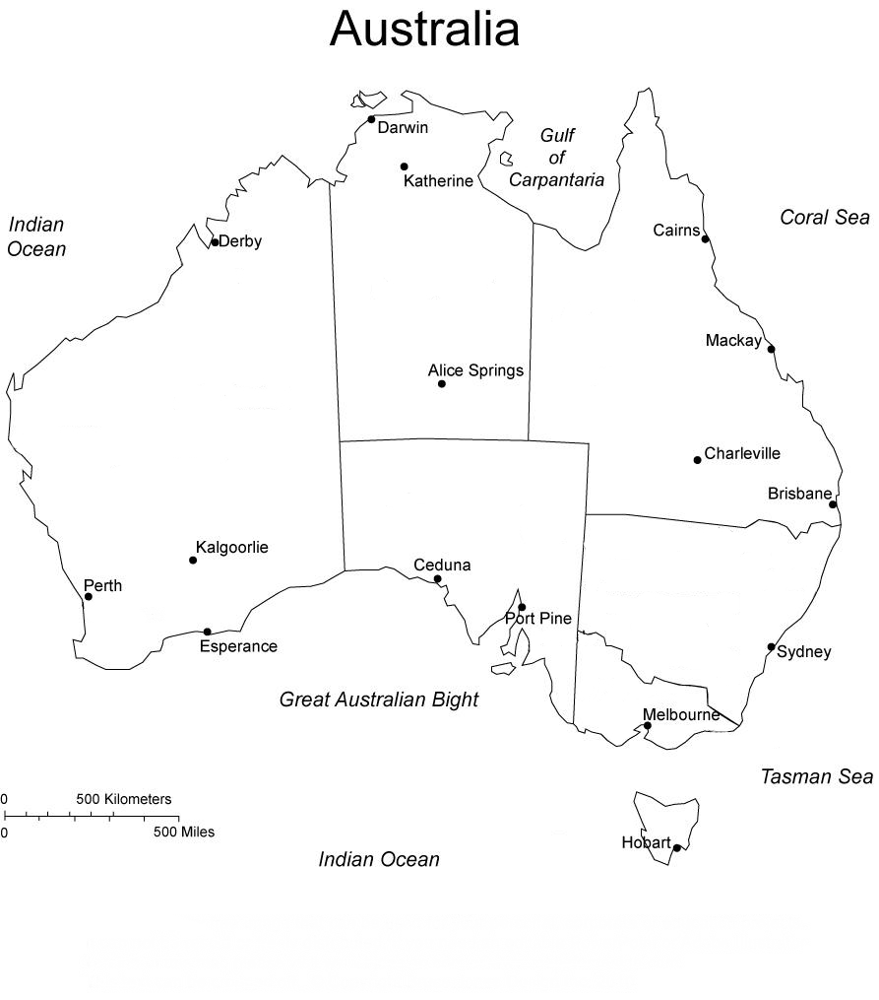 Australia
Darwin
Katherine
Gulf
of
Carpantaria
Indian
Ocean
Derby
Coral Sea
Cairns
Mackay
Alice Springs
Charleville
Brisbane
Kalgoorlie
Ceduna
Perth
Port Pine
Esperance
Sydney
Great Australian Bight
Melbourne
Tasman Sea
0
500 Kilometers
0
500 Miles
Hobart
Indian Ocean